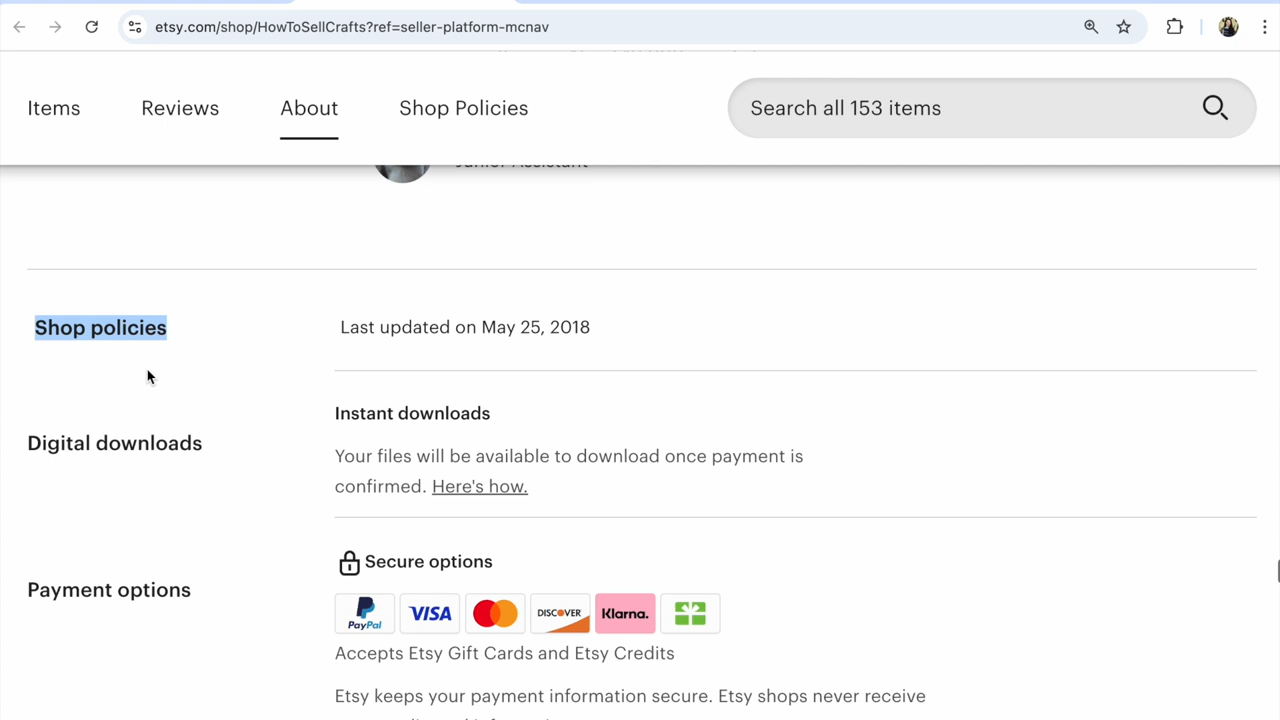 etsy.com/shop/HowToSellCrafts?ref=seller-platform-mcnav
Items Reviews About Shop Policies Search all 153 items
Junior Assistant
Shop policies Last updated on May 25, 2018
Instant downloads
Digital downloads
Your files will be available to download once payment is
confirmed. Here's how.
Secure options
Payment options
PayPal VISA DISCOVER Klarna.
Accepts Etsy Gift Cards and Etsy Credits
Etsy keeps your payment information secure. Etsy shops never receive